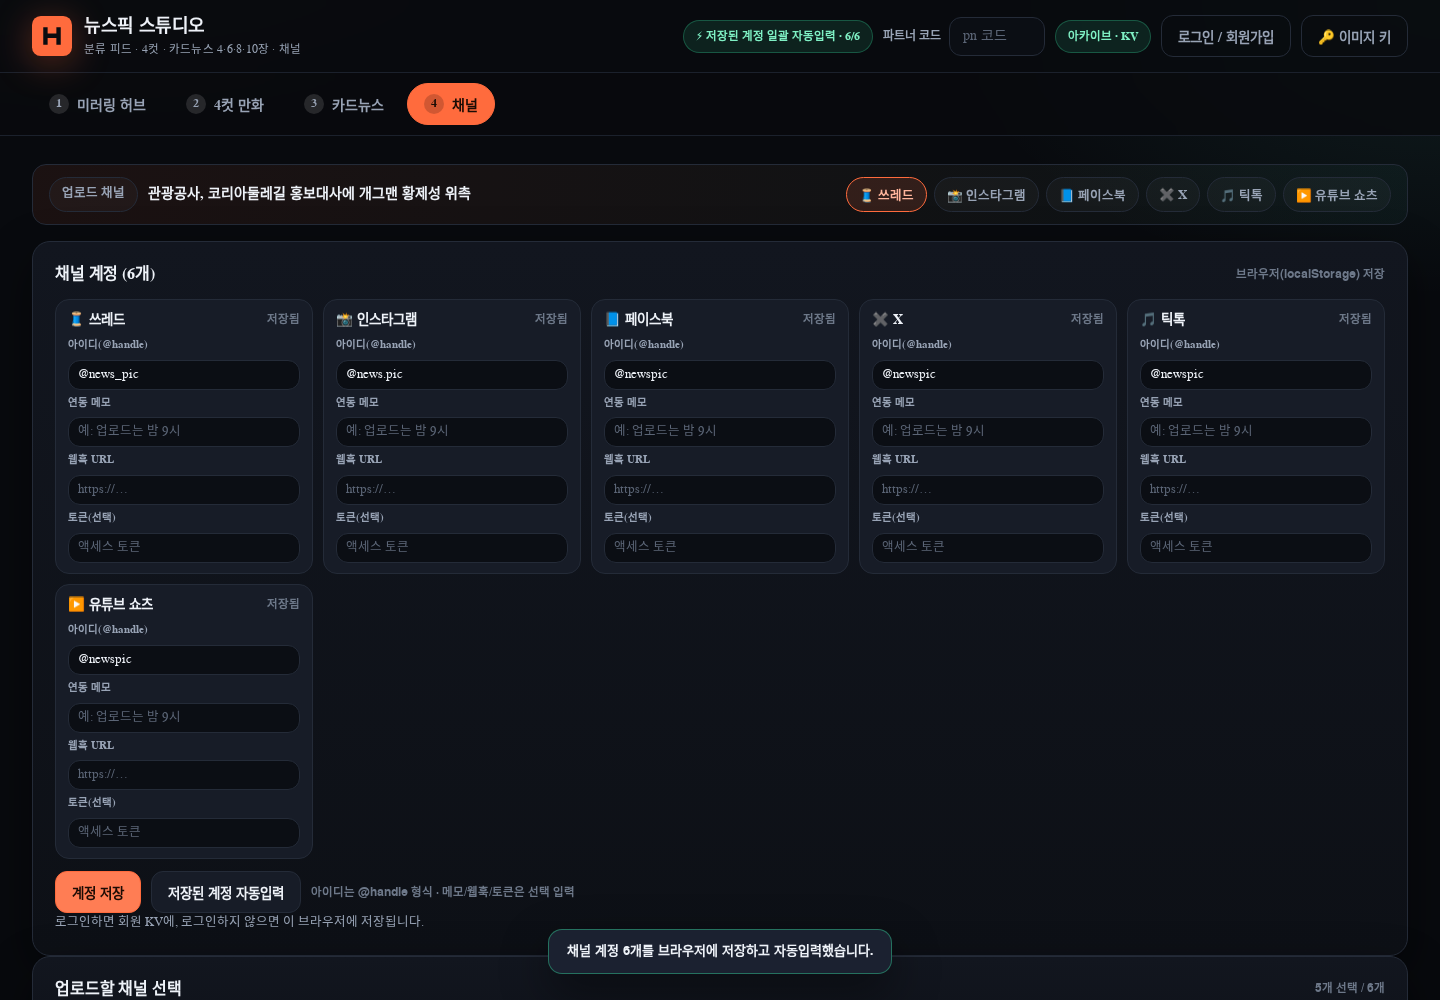 H
뉴스픽 스튜디오
분류 피드 · 4컷 · 카드뉴스 4·6·8·10장 · 채널
⚡ 저장된 계정 일괄 자동입력 · 6/6
파트너 코드
pn 코드
아카이브 · KV
로그인 / 회원가입
🔑 이미지 키
1 미러링 허브
2 4컷 만화
3 카드뉴스
4 채널
업로드 채널
관광공사, 코리아둘레길 홍보대사에 개그맨 황제성 위촉
🧵 쓰레드
📸 인스타그램
📘 페이스북
✖️ X
🎵 틱톡
▶️ 유튜브 쇼츠
채널 계정 (6개)
브라우저(localStorage) 저장
🧵 쓰레드
저장됨
아이디(@handle)
@news_pic
연동 메모
예: 업로드는 밤 9시
웹훅 URL
https://…
토큰(선택)
액세스 토큰
📸 인스타그램
저장됨
아이디(@handle)
@news.pic
연동 메모
예: 업로드는 밤 9시
웹훅 URL
https://…
토큰(선택)
액세스 토큰
📘 페이스북
저장됨
아이디(@handle)
@newspic
연동 메모
예: 업로드는 밤 9시
웹훅 URL
https://…
토큰(선택)
액세스 토큰
✖️ X
저장됨
아이디(@handle)
@newspic
연동 메모
예: 업로드는 밤 9시
웹훅 URL
https://…
토큰(선택)
액세스 토큰
🎵 틱톡
저장됨
아이디(@handle)
@newspic
연동 메모
예: 업로드는 밤 9시
웹훅 URL
https://…
토큰(선택)
액세스 토큰
▶️ 유튜브 쇼츠
저장됨
아이디(@handle)
@newspic
연동 메모
예: 업로드는 밤 9시
웹훅 URL
https://…
토큰(선택)
액세스 토큰
계정 저장
저장된 계정 자동입력
아이디는 @handle 형식 · 메모/웹훅/토큰은 선택 입력
로그인하면 회원 KV에, 로그인하지 않으면 이 브라우저에 저장됩니다.
채널 계정 6개를 브라우저에 저장하고 자동입력했습니다.
업로드할 채널 선택
5개 선택 / 6개